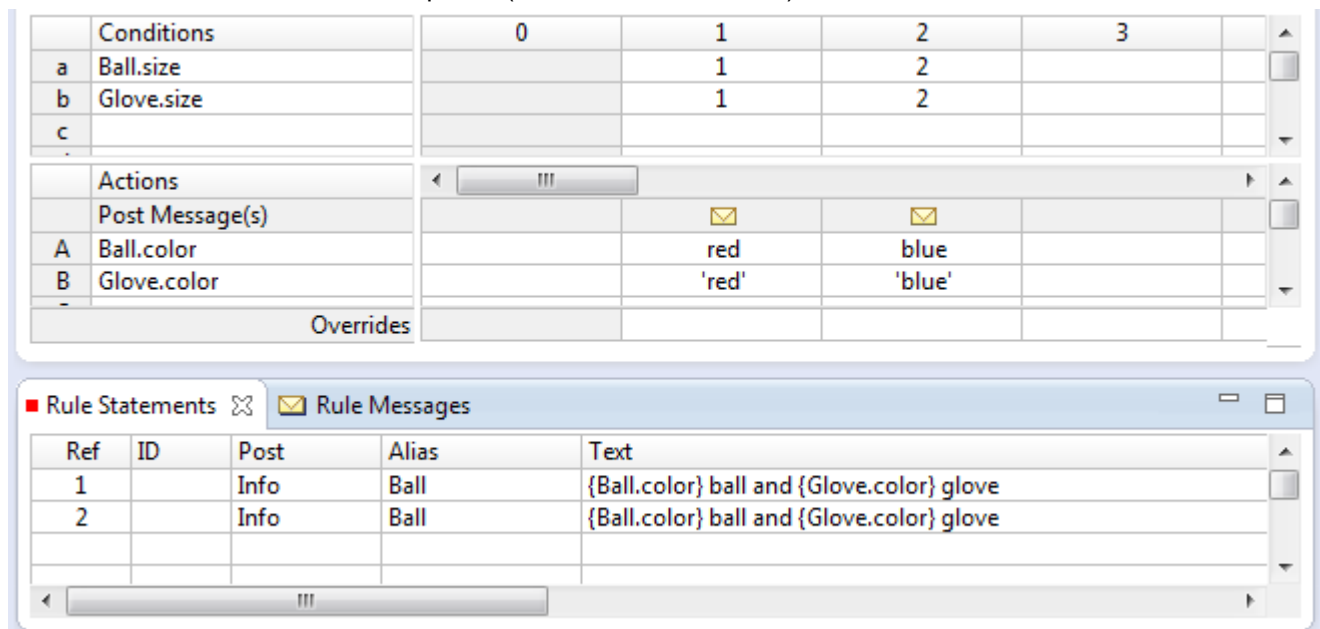 Conditions 0 1 2 3
a Ball.size 1 2
b Glove.size 1 2
c
Actions
Post Message(s)
A Ball.color red blue
B Glove.color 'red' 'blue'
Overrides
Rule Statements Rule Messages
Ref ID Post Alias Text
1 Info Ball {Ball.color} ball and {Glove.color} glove
2 Info Ball {Ball.color} ball and {Glove.color} glove